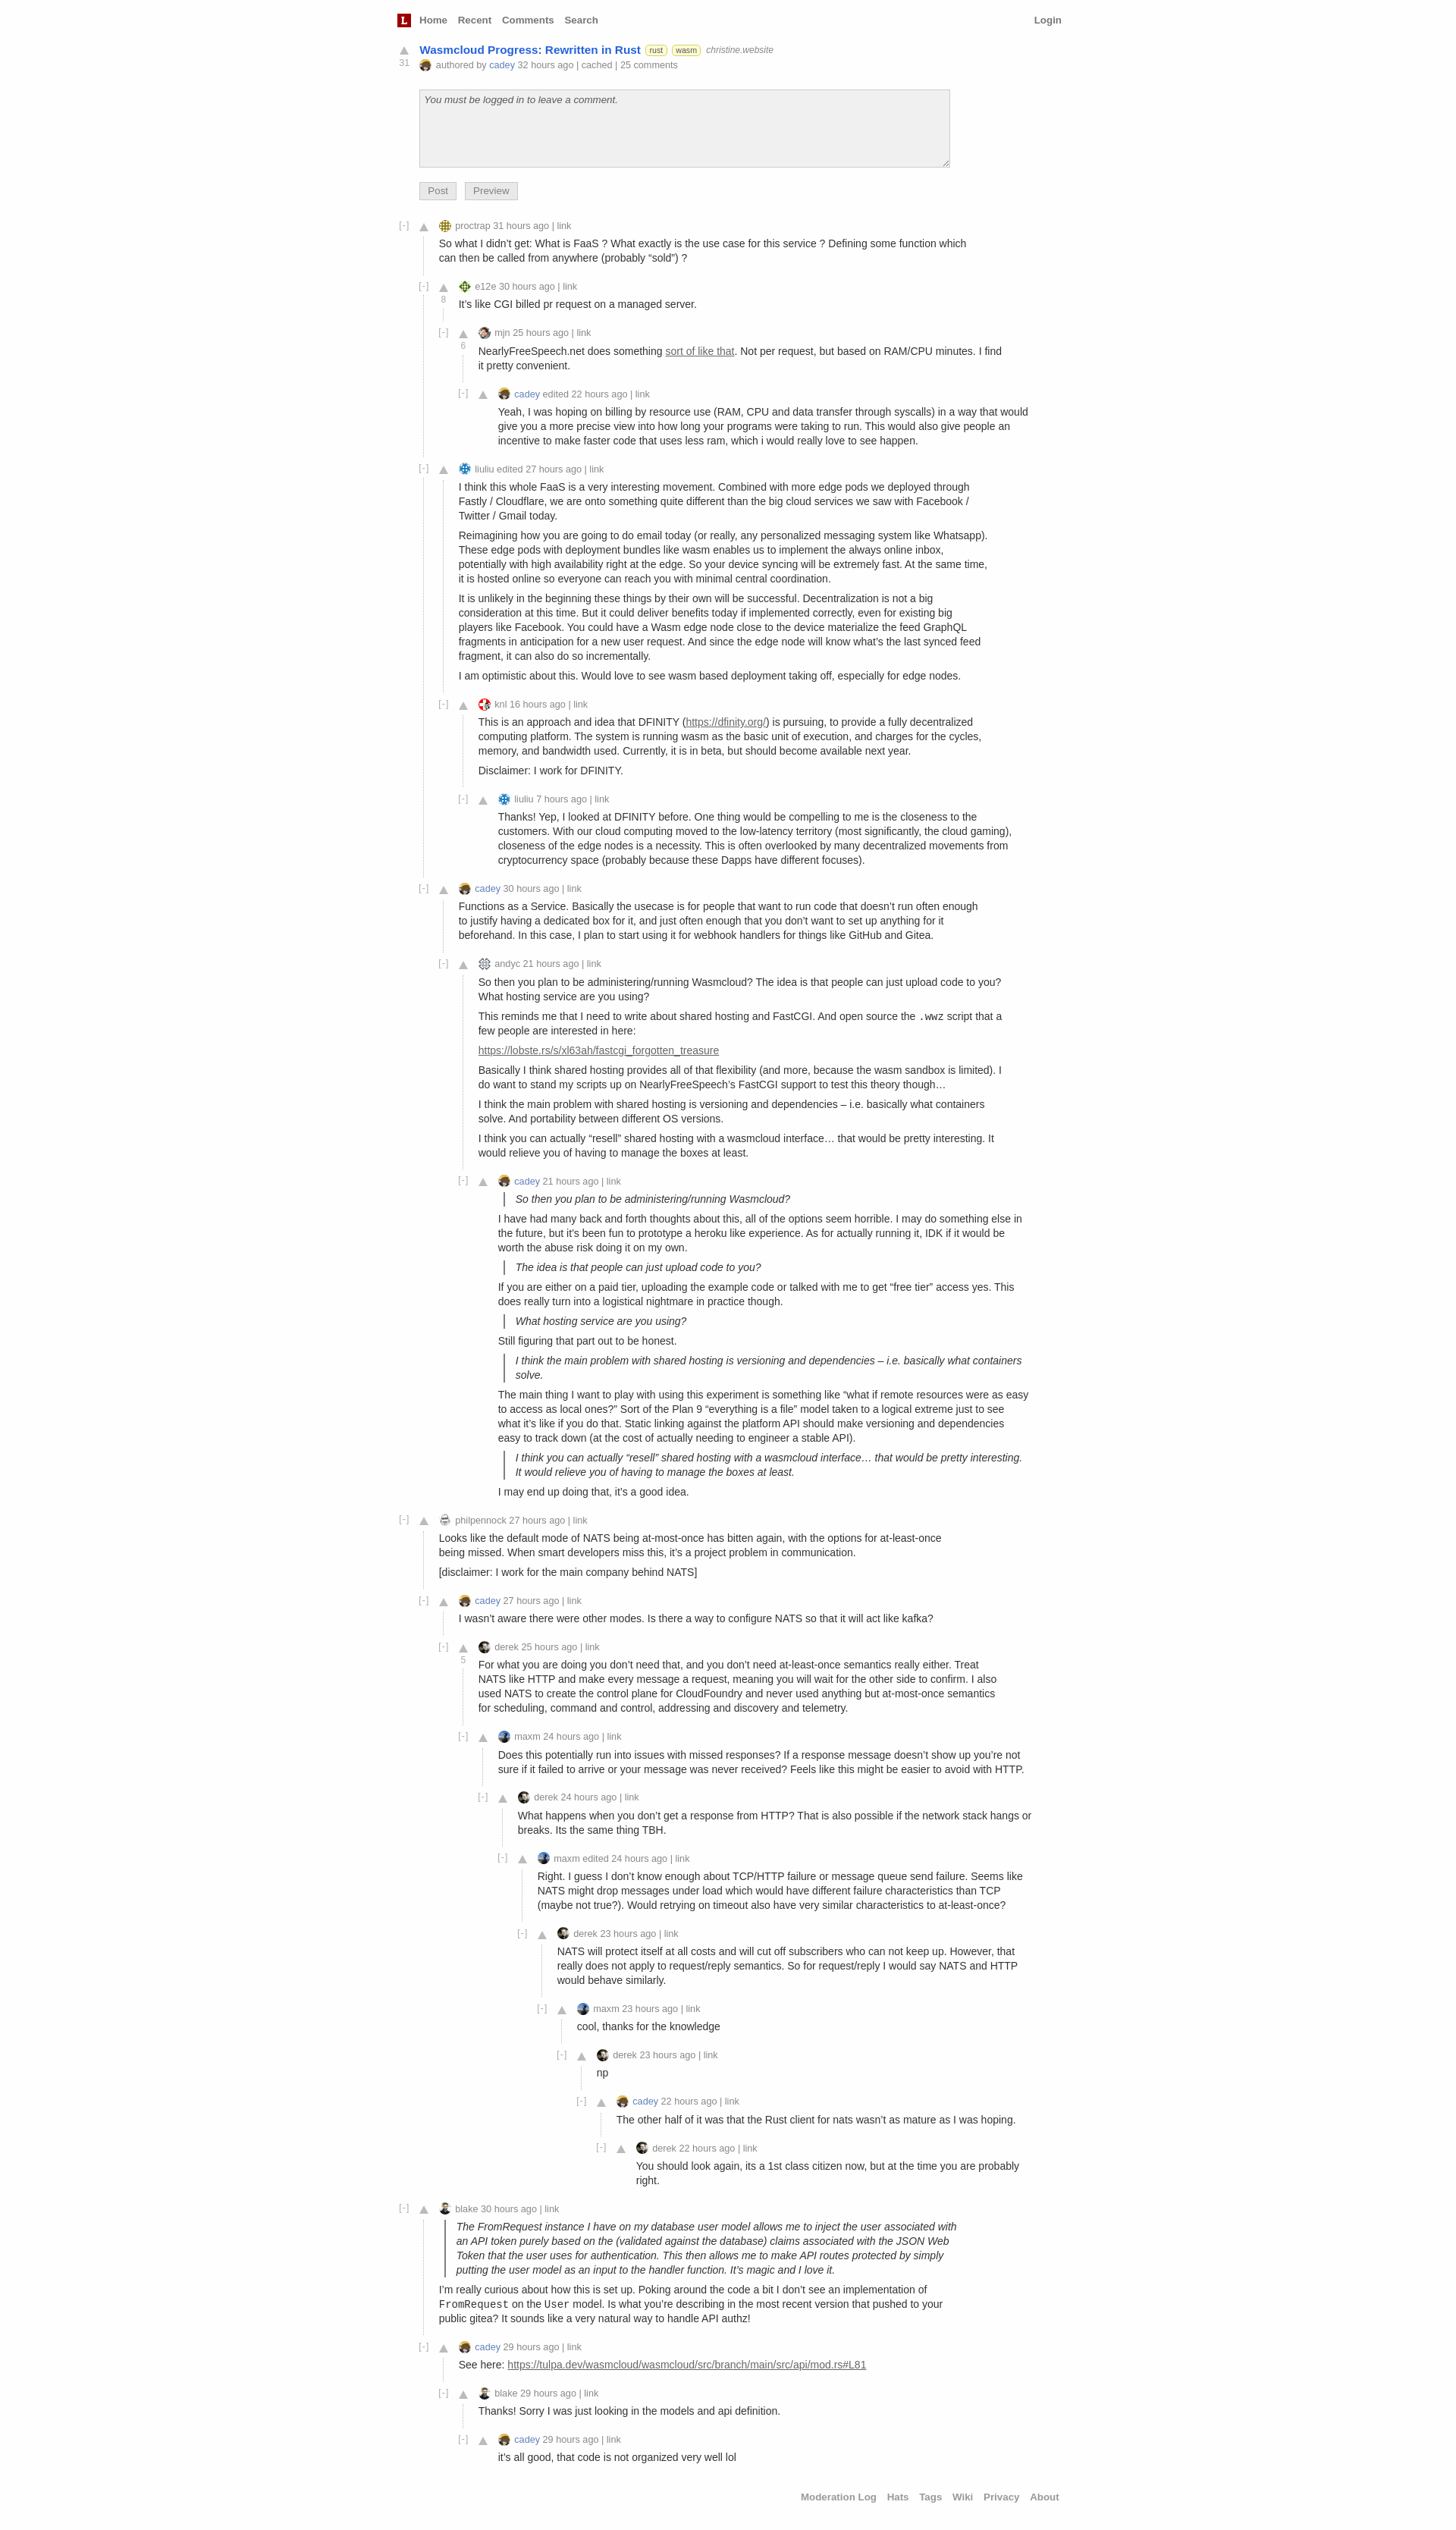 L Home Recent Comments Search Login
Wasmcloud Progress: Rewritten in Rust rust wasm christine.website
31 authored by cadey 32 hours ago | cached | 25 comments
You must be logged in to leave a comment.
Post Preview
[-] proctrap 31 hours ago | link
So what I didn’t get: What is FaaS ? What exactly is the use case for this service ? Defining some function which
can then be called from anywhere (probably “sold”) ?
[-] e12e 30 hours ago | link
8 It’s like CGI billed pr request on a managed server.
[-] mjn 25 hours ago | link
6 NearlyFreeSpeech.net does something sort of like that. Not per request, but based on RAM/CPU minutes. I find
it pretty convenient.
[-] cadey edited 22 hours ago | link
Yeah, I was hoping on billing by resource use (RAM, CPU and data transfer through syscalls) in a way that would
give you a more precise view into how long your programs were taking to run. This would also give people an
incentive to make faster code that uses less ram, which i would really love to see happen.
[-] liuliu edited 27 hours ago | link
I think this whole FaaS is a very interesting movement. Combined with more edge pods we deployed through
Fastly / Cloudflare, we are onto something quite different than the big cloud services we saw with Facebook /
Twitter / Gmail today.
Reimagining how you are going to do email today (or really, any personalized messaging system like Whatsapp).
These edge pods with deployment bundles like wasm enables us to implement the always online inbox,
potentially with high availability right at the edge. So your device syncing will be extremely fast. At the same time,
it is hosted online so everyone can reach you with minimal central coordination.
It is unlikely in the beginning these things by their own will be successful. Decentralization is not a big
consideration at this time. But it could deliver benefits today if implemented correctly, even for existing big
players like Facebook. You could have a Wasm edge node close to the device materialize the feed GraphQL
fragments in anticipation for a new user request. And since the edge node will know what’s the last synced feed
fragment, it can also do so incrementally.
I am optimistic about this. Would love to see wasm based deployment taking off, especially for edge nodes.
[-] knl 16 hours ago | link
This is an approach and idea that DFINITY (https://dfinity.org/) is pursuing, to provide a fully decentralized
computing platform. The system is running wasm as the basic unit of execution, and charges for the cycles,
memory, and bandwidth used. Currently, it is in beta, but should become available next year.
Disclaimer: I work for DFINITY.
[-] liuliu 7 hours ago | link
Thanks! Yep, I looked at DFINITY before. One thing would be compelling to me is the closeness to the
customers. With our cloud computing moved to the low-latency territory (most significantly, the cloud gaming),
closeness of the edge nodes is a necessity. This is often overlooked by many decentralized movements from
cryptocurrency space (probably because these Dapps have different focuses).
[-] cadey 30 hours ago | link
Functions as a Service. Basically the usecase is for people that want to run code that doesn’t run often enough
to justify having a dedicated box for it, and just often enough that you don’t want to set up anything for it
beforehand. In this case, I plan to start using it for webhook handlers for things like GitHub and Gitea.
[-] andyc 21 hours ago | link
So then you plan to be administering/running Wasmcloud? The idea is that people can just upload code to you?
What hosting service are you using?
This reminds me that I need to write about shared hosting and FastCGI. And open source the .wwz script that a
few people are interested in here:
https://lobste.rs/s/xl63ah/fastcgi_forgotten_treasure
Basically I think shared hosting provides all of that flexibility (and more, because the wasm sandbox is limited). I
do want to stand my scripts up on NearlyFreeSpeech’s FastCGI support to test this theory though…
I think the main problem with shared hosting is versioning and dependencies – i.e. basically what containers
solve. And portability between different OS versions.
I think you can actually “resell” shared hosting with a wasmcloud interface… that would be pretty interesting. It
would relieve you of having to manage the boxes at least.
[-] cadey 21 hours ago | link
So then you plan to be administering/running Wasmcloud?
I have had many back and forth thoughts about this, all of the options seem horrible. I may do something else in
the future, but it’s been fun to prototype a heroku like experience. As for actually running it, IDK if it would be
worth the abuse risk doing it on my own.
The idea is that people can just upload code to you?
If you are either on a paid tier, uploading the example code or talked with me to get “free tier” access yes. This
does really turn into a logistical nightmare in practice though.
What hosting service are you using?
Still figuring that part out to be honest.
I think the main problem with shared hosting is versioning and dependencies – i.e. basically what containers
solve.
The main thing I want to play with using this experiment is something like “what if remote resources were as easy
to access as local ones?” Sort of the Plan 9 “everything is a file” model taken to a logical extreme just to see
what it’s like if you do that. Static linking against the platform API should make versioning and dependencies
easy to track down (at the cost of actually needing to engineer a stable API).
I think you can actually “resell” shared hosting with a wasmcloud interface… that would be pretty interesting.
It would relieve you of having to manage the boxes at least.
I may end up doing that, it’s a good idea.
[-] philpennock 27 hours ago | link
Looks like the default mode of NATS being at-most-once has bitten again, with the options for at-least-once
being missed. When smart developers miss this, it’s a project problem in communication.
[disclaimer: I work for the main company behind NATS]
[-] cadey 27 hours ago | link
I wasn’t aware there were other modes. Is there a way to configure NATS so that it will act like kafka?
[-] derek 25 hours ago | link
5 For what you are doing you don’t need that, and you don’t need at-least-once semantics really either. Treat
NATS like HTTP and make every message a request, meaning you will wait for the other side to confirm. I also
used NATS to create the control plane for CloudFoundry and never used anything but at-most-once semantics
for scheduling, command and control, addressing and discovery and telemetry.
[-] maxm 24 hours ago | link
Does this potentially run into issues with missed responses? If a response message doesn’t show up you’re not
sure if it failed to arrive or your message was never received? Feels like this might be easier to avoid with HTTP.
[-] derek 24 hours ago | link
What happens when you don’t get a response from HTTP? That is also possible if the network stack hangs or
breaks. Its the same thing TBH.
[-] maxm edited 24 hours ago | link
Right. I guess I don’t know enough about TCP/HTTP failure or message queue send failure. Seems like
NATS might drop messages under load which would have different failure characteristics than TCP
(maybe not true?). Would retrying on timeout also have very similar characteristics to at-least-once?
[-] derek 23 hours ago | link
NATS will protect itself at all costs and will cut off subscribers who can not keep up. However, that
really does not apply to request/reply semantics. So for request/reply I would say NATS and HTTP
would behave similarly.
[-] maxm 23 hours ago | link
cool, thanks for the knowledge
[-] derek 23 hours ago | link
np
[-] cadey 22 hours ago | link
The other half of it was that the Rust client for nats wasn’t as mature as I was hoping.
[-] derek 22 hours ago | link
You should look again, its a 1st class citizen now, but at the time you are probably
right.
[-] blake 30 hours ago | link
The FromRequest instance I have on my database user model allows me to inject the user associated with
an API token purely based on the (validated against the database) claims associated with the JSON Web
Token that the user uses for authentication. This then allows me to make API routes protected by simply
putting the user model as an input to the handler function. It’s magic and I love it.
I’m really curious about how this is set up. Poking around the code a bit I don’t see an implementation of
FromRequest on the User model. Is what you’re describing in the most recent version that pushed to your
public gitea? It sounds like a very natural way to handle API authz!
[-] cadey 29 hours ago | link
See here: https://tulpa.dev/wasmcloud/wasmcloud/src/branch/main/src/api/mod.rs#L81
[-] blake 29 hours ago | link
Thanks! Sorry I was just looking in the models and api definition.
[-] cadey 29 hours ago | link
it’s all good, that code is not organized very well lol
Moderation Log Hats Tags Wiki Privacy About